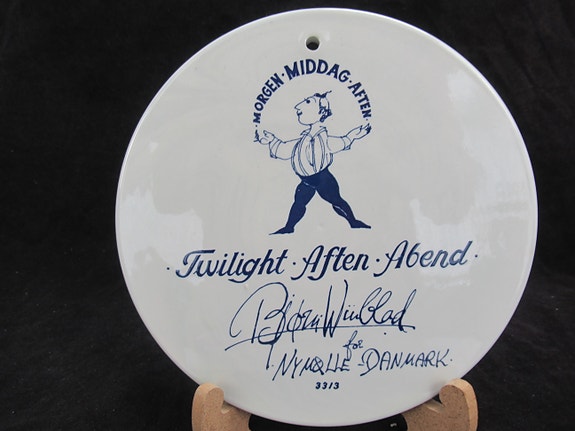 ·MORGEN·MIDDAG·AFTEN·
·Twilight·Aften·Abend·
Bjørn Wiinblad
for
·NYMØLLE-DANMARK·
3313